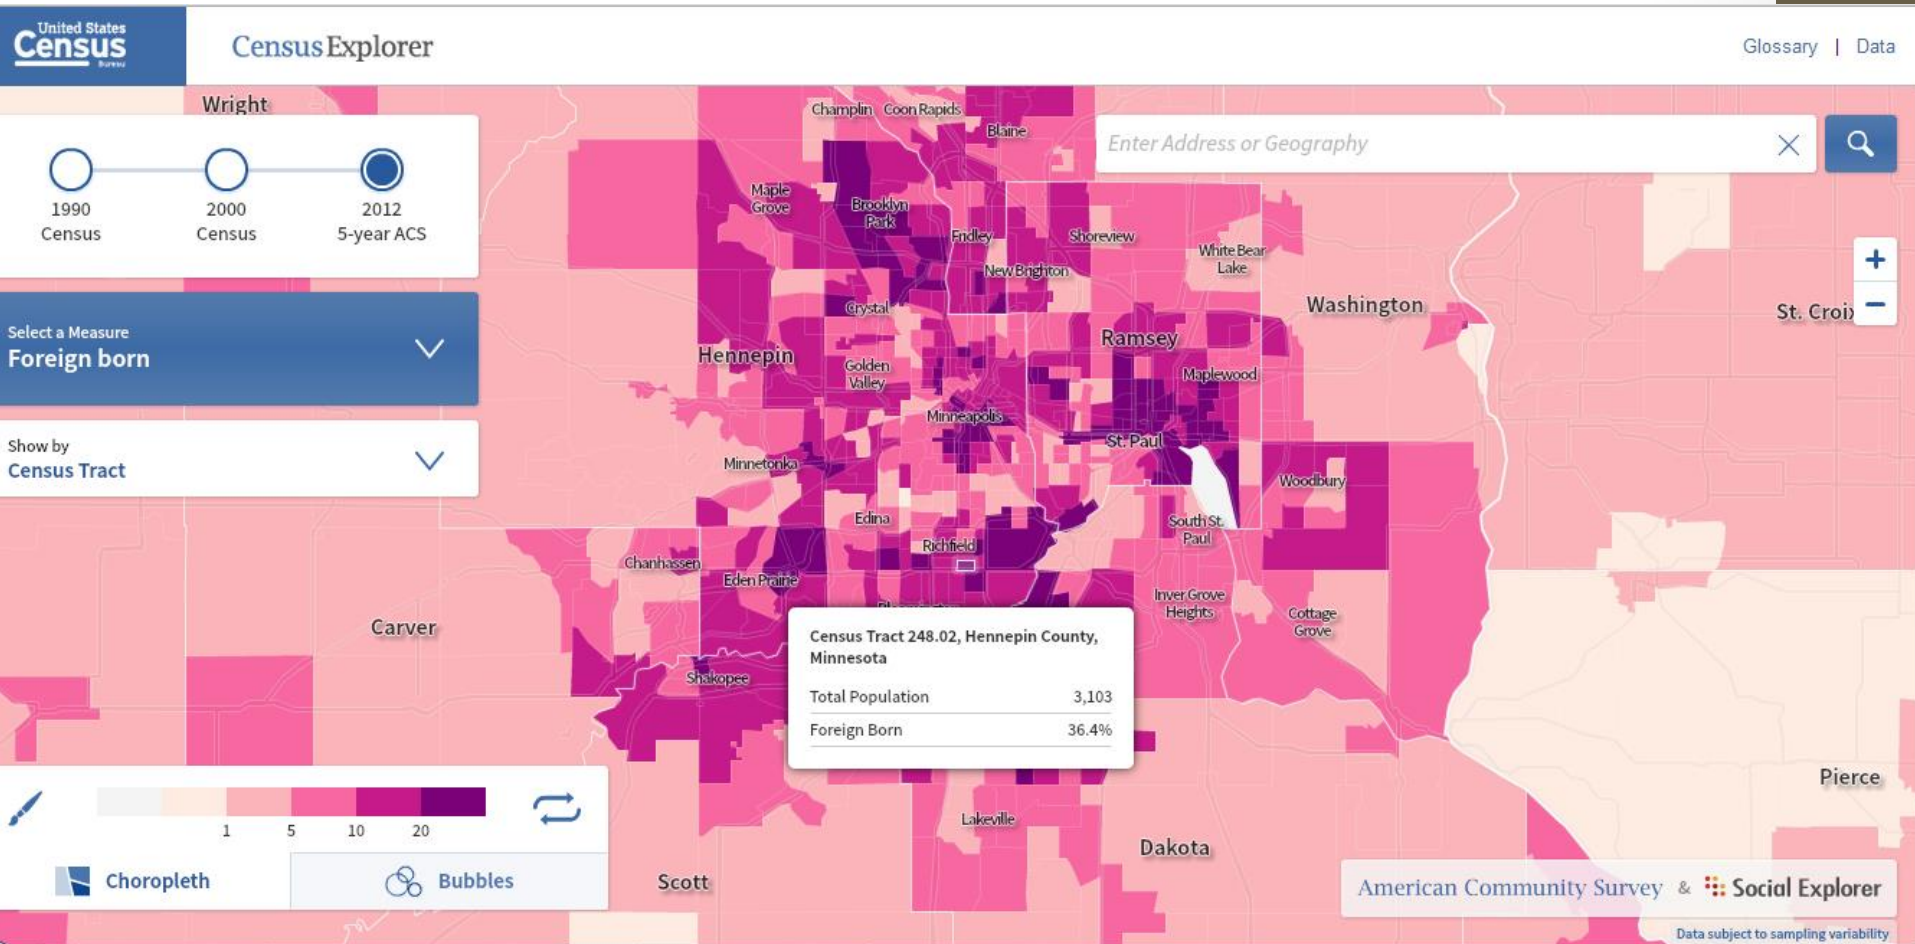 United States
Census
Bureau
Census Explorer
Glossary | Data
Wright
Champlin
Coon Rapids
Blaine
Enter Address or Geography
1990
Census
2000
Census
2012
5-year ACS
Maple
Grove
Brooklyn
Park
Fridley
Shoreview
White Bear
Lake
New Brighton
Select a Measure
Foreign born
Crystal
Washington
St. Croix
+
−
Hennepin
Ramsey
Golden
Valley
Maplewood
Minneapolis
St. Paul
Show by
Census Tract
Minnetonka
Woodbury
Edina
South St.
Paul
Richfield
Chanhassen
Eden Prairie
Inver Grove
Heights
Cottage
Grove
Carver
Census Tract 248.02, Hennepin County,
Minnesota
Total Population 3,103
Foreign Born 36.4%
Shakopee
Pierce
1 5 10 20
Lakeville
Dakota
Choropleth
Bubbles
Scott
American Community Survey & Social Explorer
Data subject to sampling variability